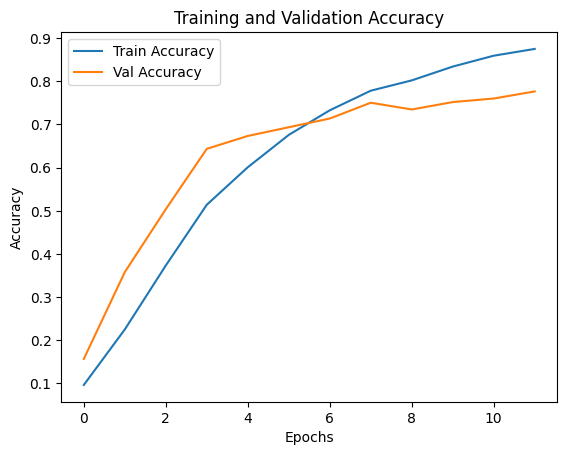 Training and Validation Accuracy
Train Accuracy
Val Accuracy
Accuracy
0.9
0.8
0.7
0.6
0.5
0.4
0.3
0.2
0.1
0 2 4 6 8 10
Epochs